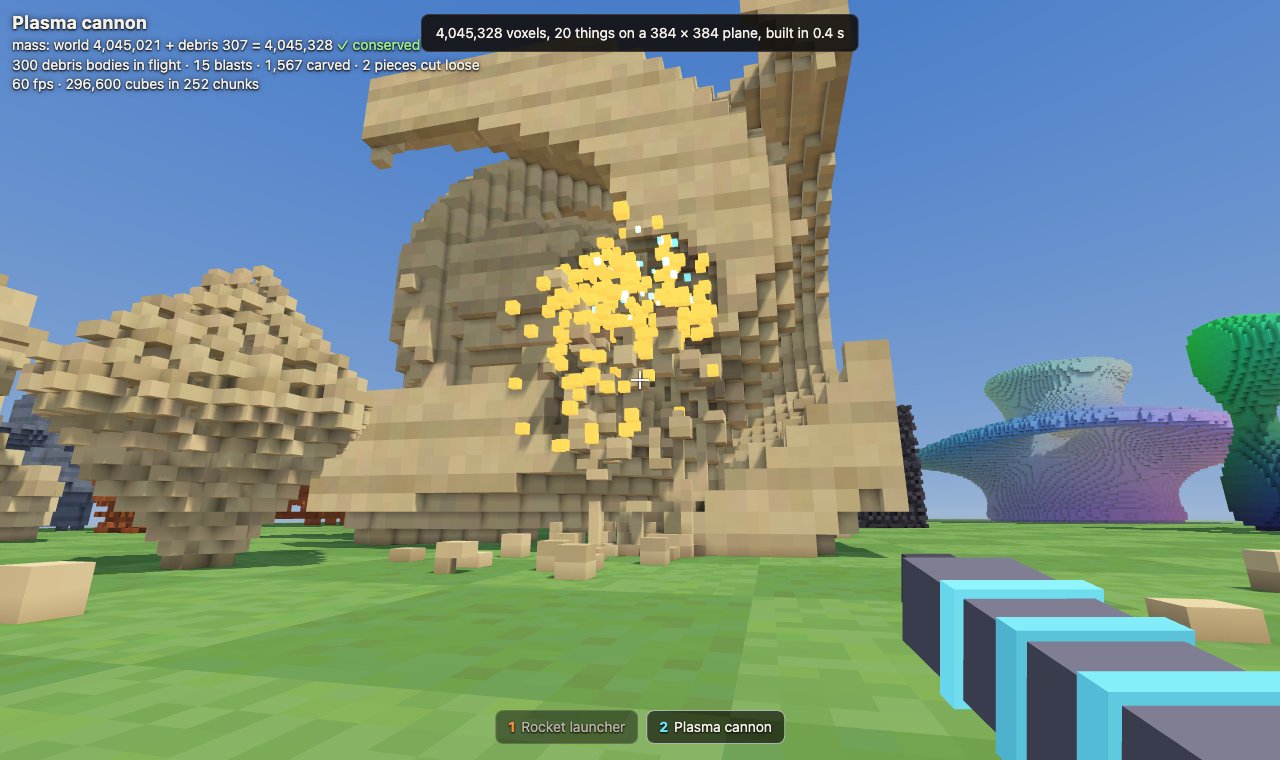 Plasma cannon
mass: world 4,045,021 + debris 307 = 4,045,328 ✓ conserved
4,045,328 voxels, 20 things on a 384 × 384 plane, built in 0.4 s
300 debris bodies in flight · 15 blasts · 1,567 carved · 2 pieces cut loose
60 fps · 296,600 cubes in 252 chunks
1 Rocket launcher
2 Plasma cannon